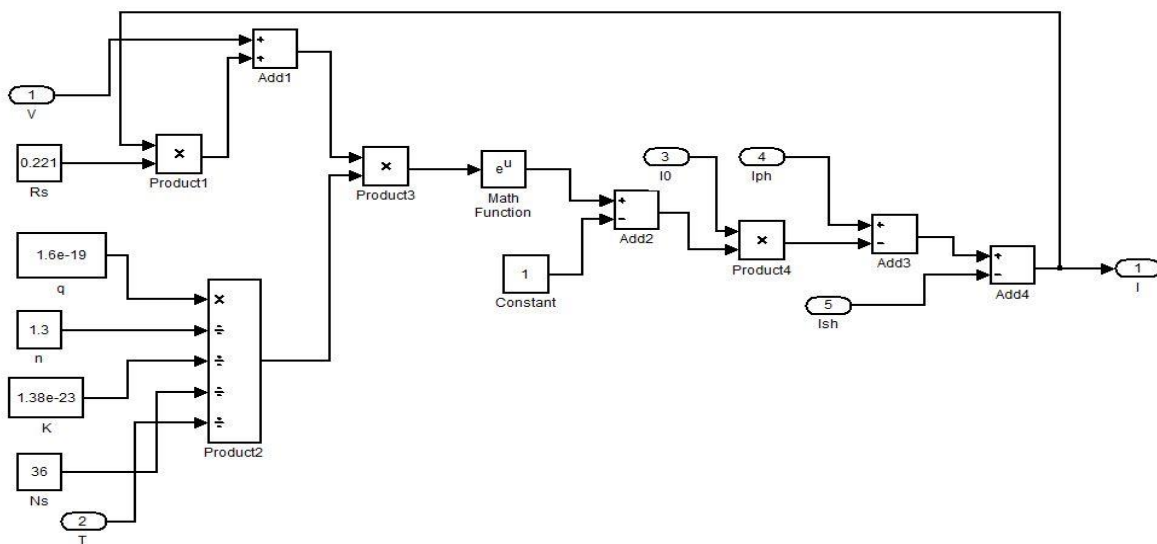 +
+
Add1
1
V
0.221
Rs
×
Product1
×
Product3
e^u
Math
Function
3
I0
4
Iph
+
−
Add2
1
Constant
×
Product4
+
−
Add3
+
−
Add4
1
I
5
Ish
1.6e-19
q
1.3
n
1.38e-23
K
36
Ns
2
T
×
÷
÷
÷
÷
Product2